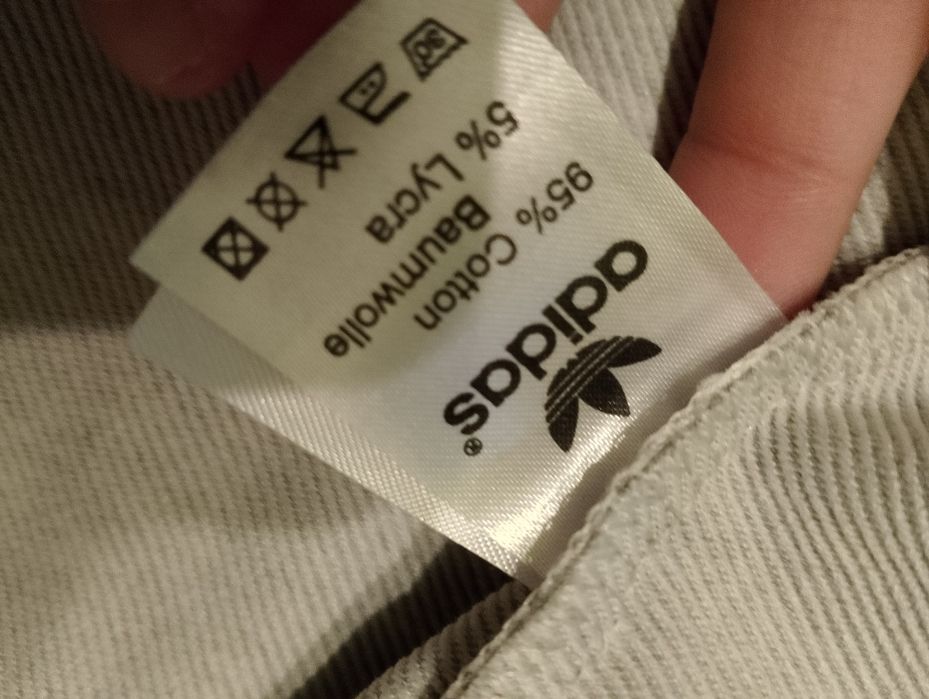 adidas®
95% Cotton
Baumwolle
5% Lycra
30